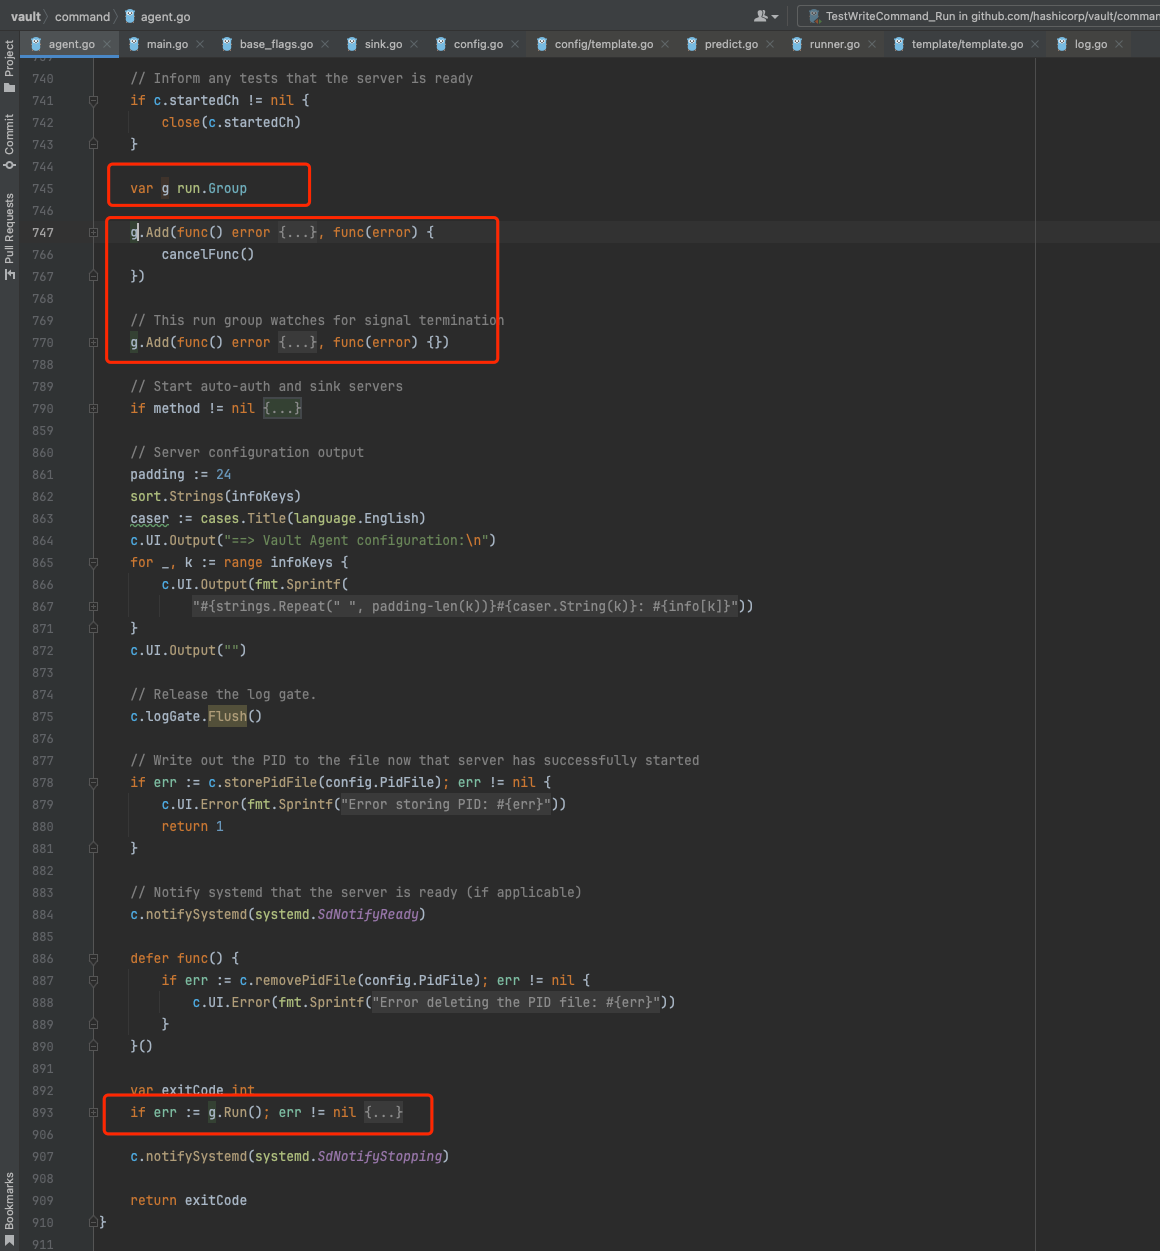 vault command agent.go
TestWriteCommand_Run in github.com/hashicorp/vault/comman
agent.go main.go base_flags.go sink.go config.go config/template.go predict.go runner.go template/template.go log.go
Project
Commit
Pull Requests
Bookmarks
740 // Inform any tests that the server is ready
741 if c.startedCh != nil {
742 close(c.startedCh)
743 }
744
745 var g run.Group
746
747 g.Add(func() error {...}, func(error) {
766 cancelFunc()
767 })
768
769 // This run group watches for signal termination
770 g.Add(func() error {...}, func(error) {})
788
789 // Start auto-auth and sink servers
790 if method != nil {...}
859
860 // Server configuration output
861 padding := 24
862 sort.Strings(infoKeys)
863 caser := cases.Title(language.English)
864 c.UI.Output("==> Vault Agent configuration:\n")
865 for _, k := range infoKeys {
866 c.UI.Output(fmt.Sprintf(
867 "#{strings.Repeat(" ", padding-len(k))}#{caser.String(k)}: #{info[k]}"))
871 }
872 c.UI.Output("")
873
874 // Release the log gate.
875 c.logGate.Flush()
876
877 // Write out the PID to the file now that server has successfully started
878 if err := c.storePidFile(config.PidFile); err != nil {
879 c.UI.Error(fmt.Sprintf("Error storing PID: #{err}"))
880 return 1
881 }
882
883 // Notify systemd that the server is ready (if applicable)
884 c.notifySystemd(systemd.SdNotifyReady)
885
886 defer func() {
887 if err := c.removePidFile(config.PidFile); err != nil {
888 c.UI.Error(fmt.Sprintf("Error deleting the PID file: #{err}"))
889 }
890 }()
891
892 var exitCode int
893 if err := g.Run(); err != nil {...}
906
907 c.notifySystemd(systemd.SdNotifyStopping)
908
909 return exitCode
910 }
911